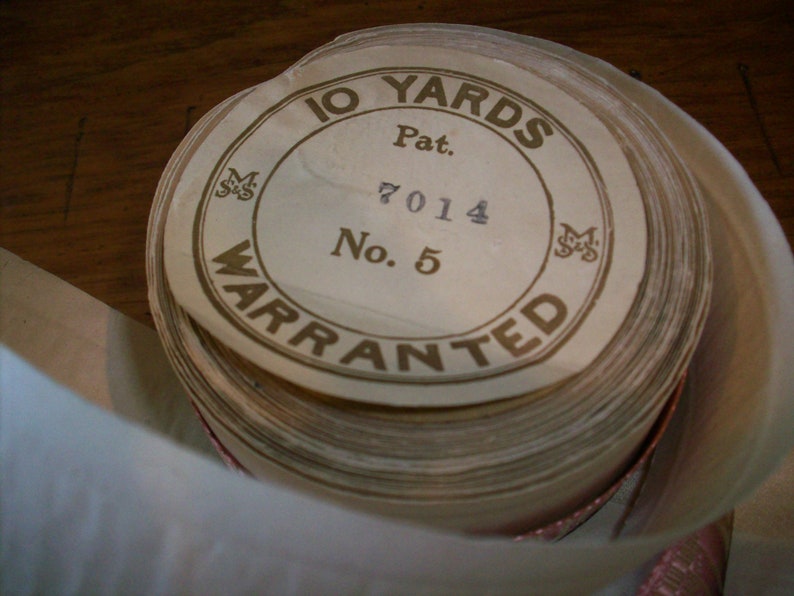 10 YARDS
Pat.
7014
No. 5
WARRANTED